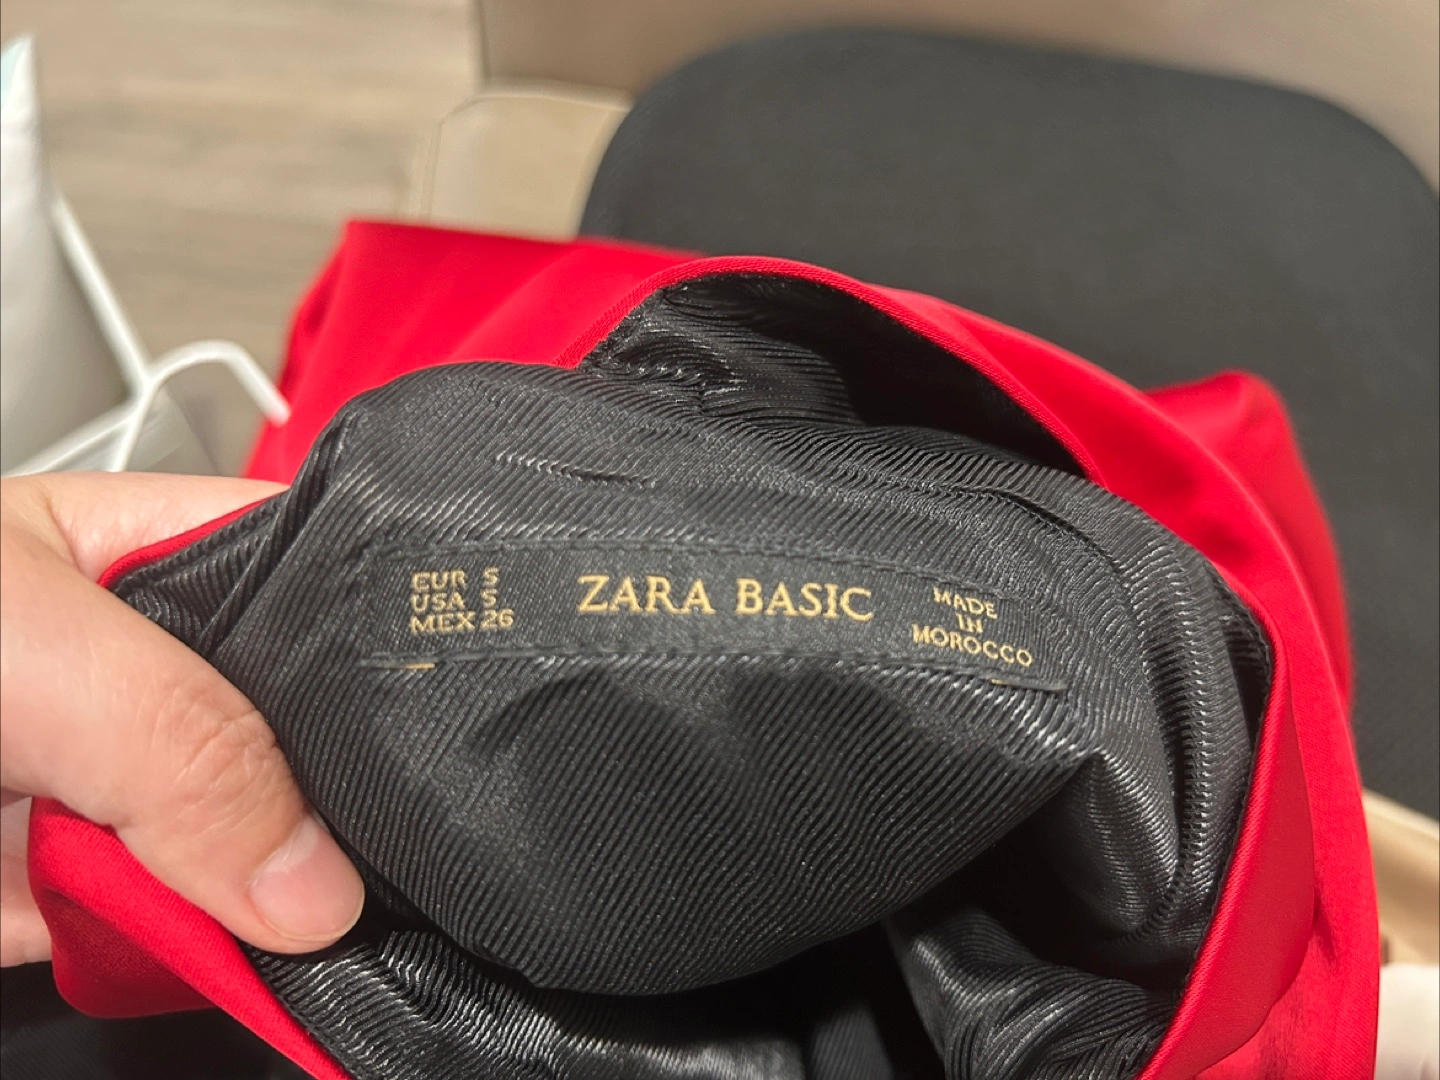 EUR S
USA S
MEX 26
ZARA BASIC
MADE
IN
MOROCCO